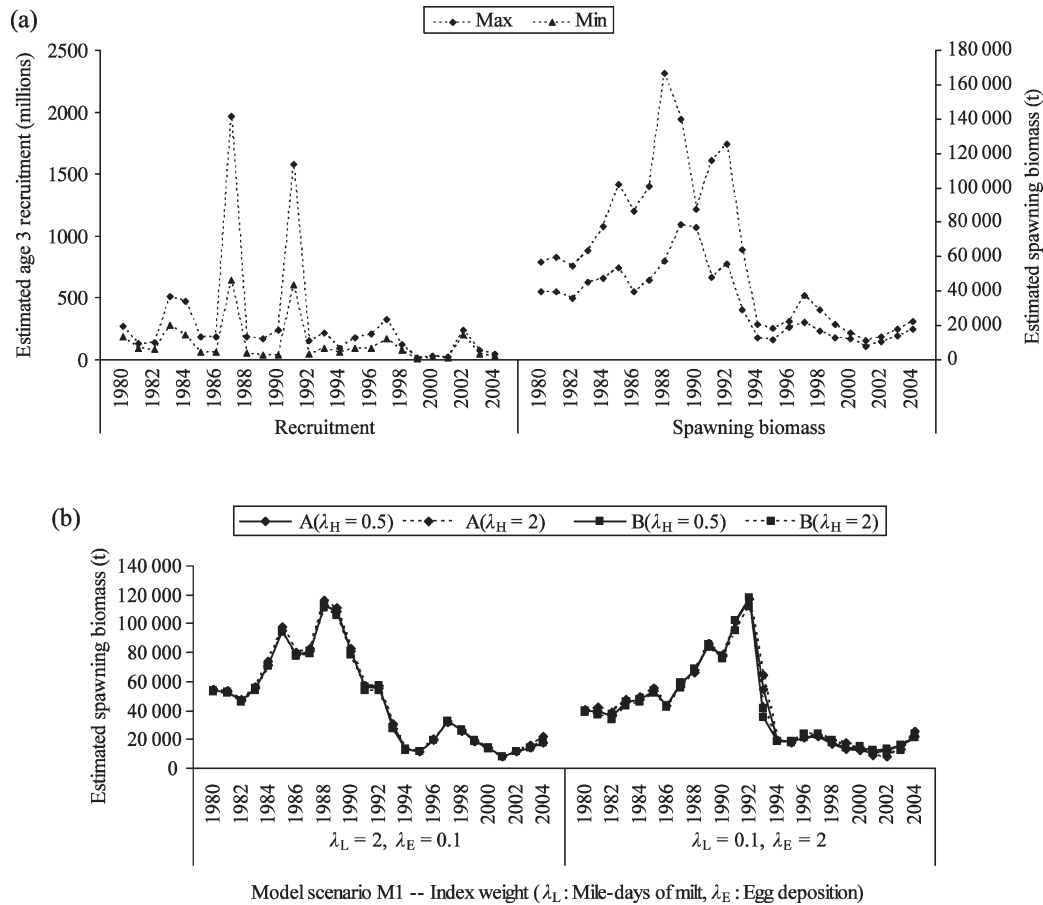 (a)
Max Min
Estimated age 3 recruitment (millions)
2500
2000
1500
1000
500
0
180 000
160 000
140 000
120 000
100 000
80 000
60 000
40 000
20 000
0
Estimated spawning biomass (t)
1980 1982 1984 1986 1988 1990 1992 1994 1996 1998 2000 2002 2004
1980 1982 1984 1986 1988 1990 1992 1994 1996 1998 2000 2002 2004
Recruitment
Spawning biomass
(b)
A(λH = 0.5) A(λH = 2) B(λH = 0.5) B(λH = 2)
Estimated spawning biomass (t)
140 000
120 000
100 000
80 000
60 000
40 000
20 000
0
1980 1982 1984 1986 1988 1990 1992 1994 1996 1998 2000 2002 2004
1980 1982 1984 1986 1988 1990 1992 1994 1996 1998 2000 2002 2004
λL = 2, λE = 0.1
λL = 0.1, λE = 2
Model scenario M1 -- Index weight (λL : Mile-days of milt, λE : Egg deposition)